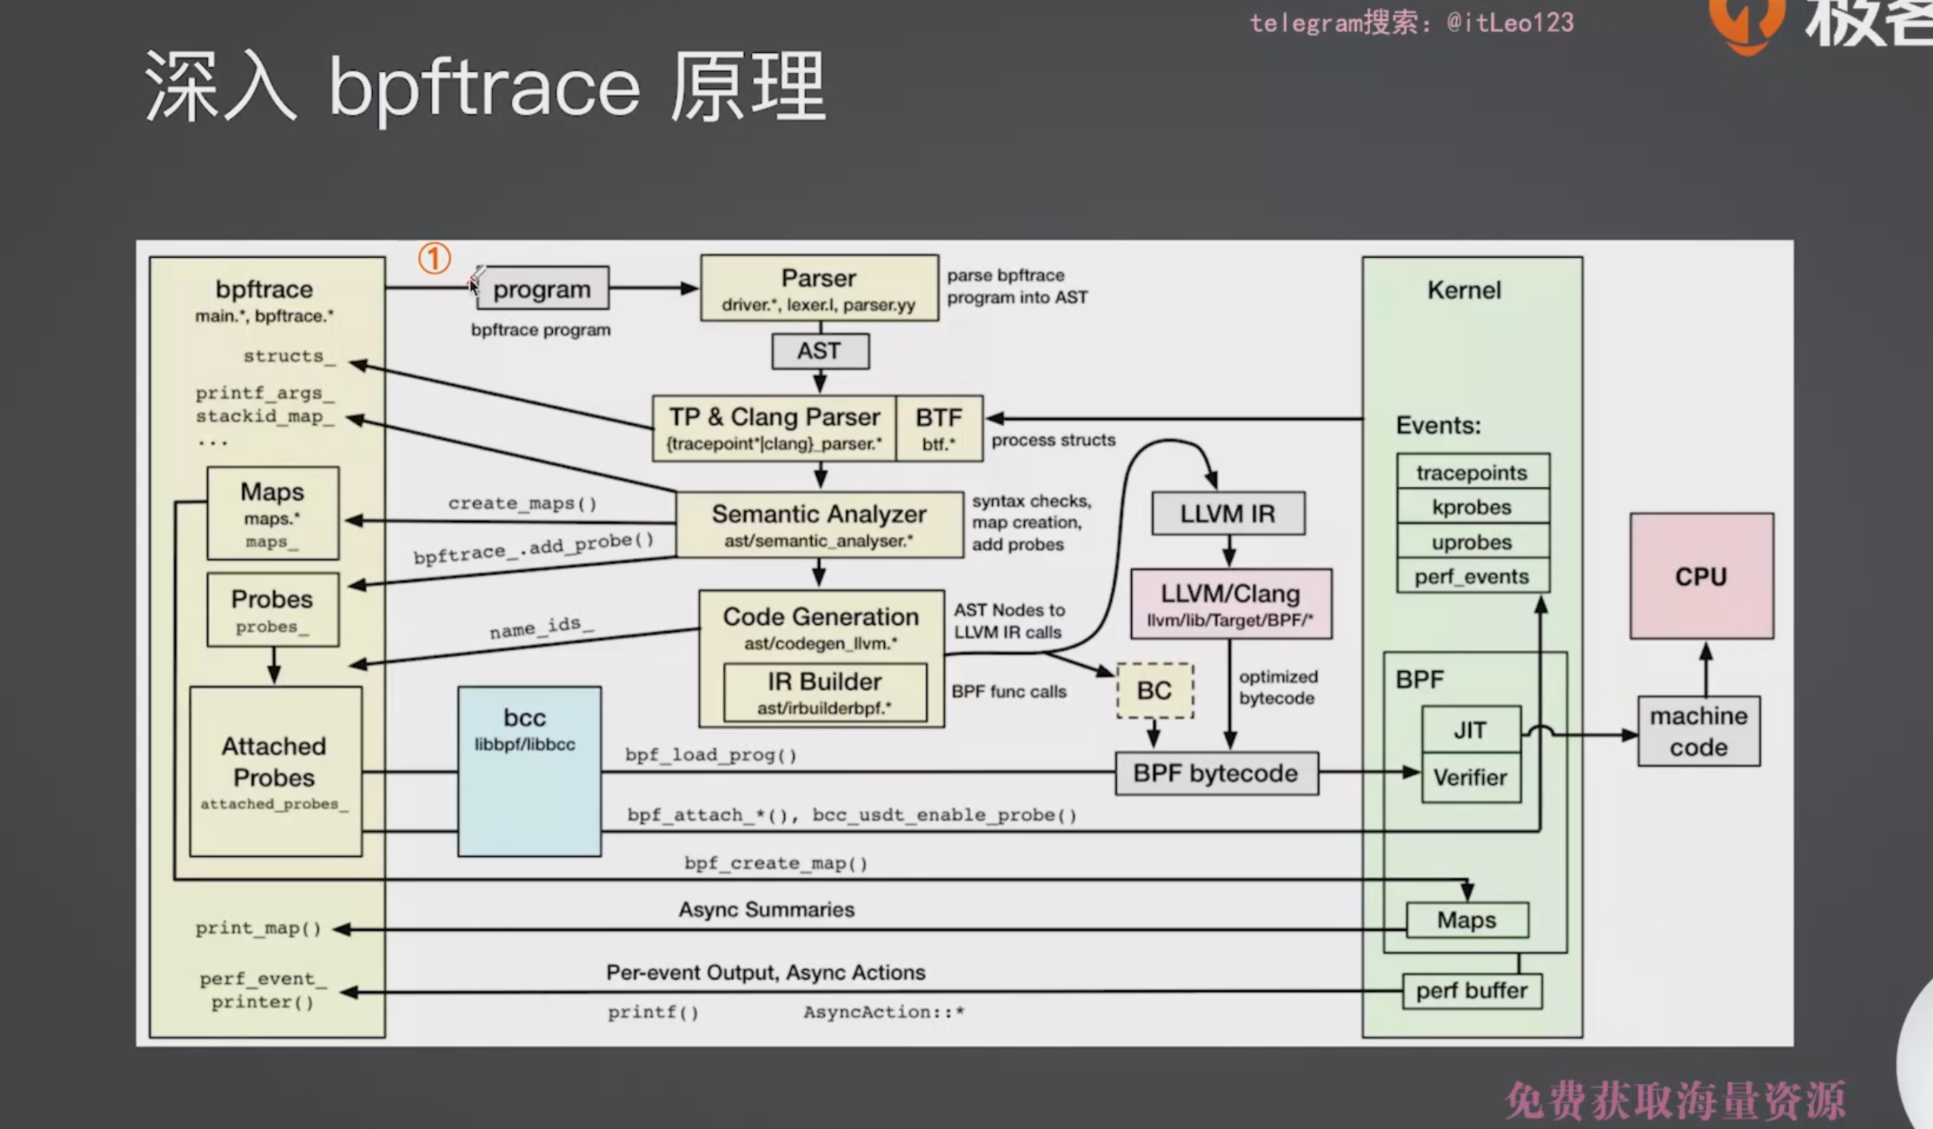 telegram搜索：@itLeo123
极客
深入 bpftrace 原理
①
bpftrace
main.*, bpftrace.*
structs_
printf_args_
stackid_map_
...
Maps
maps.*
maps_
Probes
probes_
Attached
Probes
attached_probes_
print_map()
perf_event_
printer()
program
bpftrace program
Parser
driver.*, lexer.l, parser.yy
parse bpftrace
program into AST
AST
TP & Clang Parser
{tracepoint*|clang}_parser.*
BTF
btf.*
process structs
create_maps()
bpftrace_.add_probe()
name_ids_
Semantic Analyzer
ast/semantic_analyser.*
syntax checks,
map creation,
add probes
Code Generation
ast/codegen_llvm.*
IR Builder
ast/irbuilderbpf.*
AST Nodes to
LLVM IR calls
BPF func calls
LLVM IR
LLVM/Clang
llvm/lib/Target/BPF/*
optimized
bytecode
BC
BPF bytecode
bcc
libbpf/libbcc
bpf_load_prog()
bpf_attach_*(), bcc_usdt_enable_probe()
bpf_create_map()
Async Summaries
Per-event Output, Async Actions
printf()
AsyncAction::*
Kernel
Events:
tracepoints
kprobes
uprobes
perf_events
BPF
JIT
Verifier
Maps
perf buffer
CPU
machine
code
免费获取海量资源